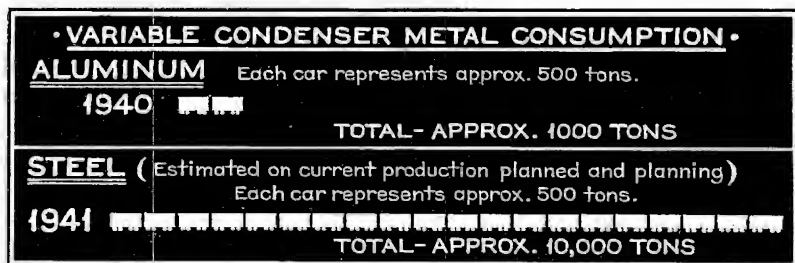 • VARIABLE CONDENSER METAL CONSUMPTION •
ALUMINUM Each car represents approx. 500 tons.
1940
TOTAL- APPROX. 1000 TONS
STEEL (Estimated on current production planned and planning)
Each car represents approx. 500 tons.
1941
TOTAL- APPROX. 10,000 TONS